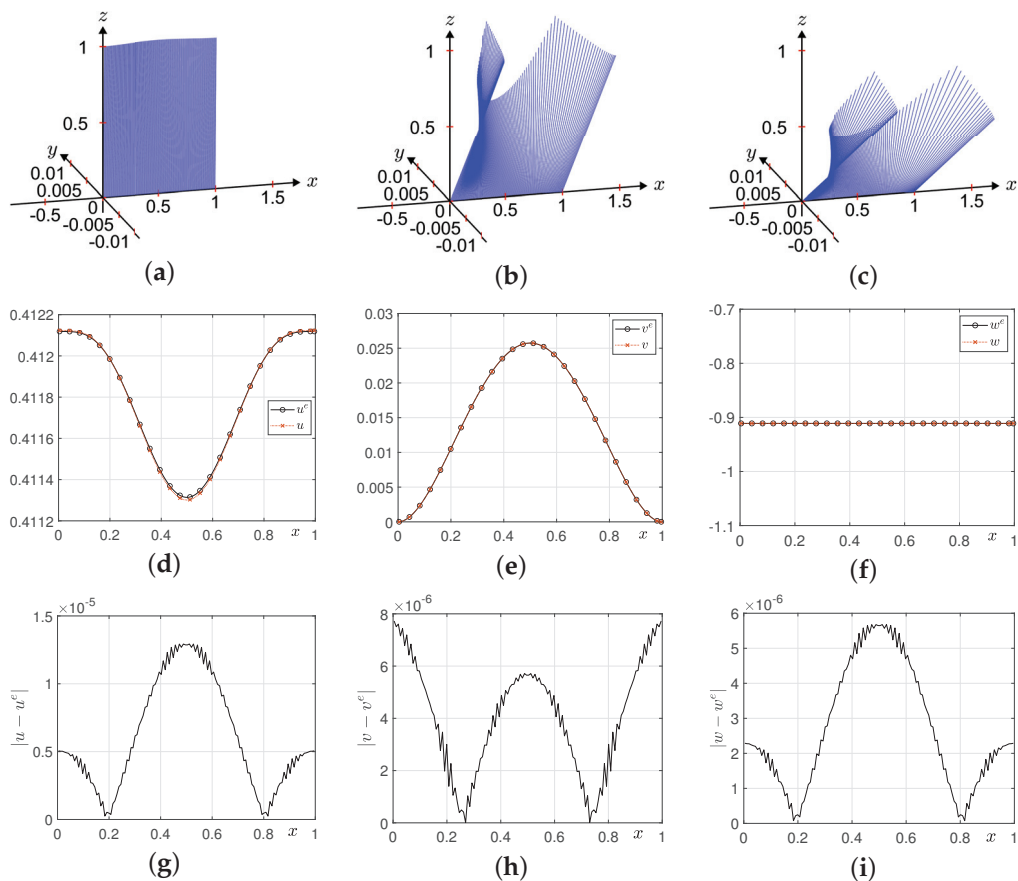 z
1
0.5
y
0.01
0.005
x
-0.5
0
0.5
1
1.5
-0.005
-0.01
(a)
z
1
0.5
y
0.01
0.005
x
-0.5
0
0.5
1
1.5
-0.005
-0.01
(b)
z
1
0.5
y
0.01
0.005
x
-0.5
0
0.5
1
1.5
-0.005
-0.01
(c)
0.41222
0.412
0.4118
0.41116
0.41114
0.4112
u^e
u
0 0.2 0.4 0.6 0.8 x 1
(d)
0.03
0.025
0.02
0.015
0.01
0.005
0
v^e
v
0 0.2 0.4 0.6 0.8 x 1
(e)
-0.7
-0.8
-0.9
-1
-1.1
w^e
w
0 0.2 0.4 0.6 0.8 x 1
(f)
×10^-5
1.5
1
0.5
0
|u − u^e|
0 0.2 0.4 0.6 0.8 x 1
(g)
×10^-6
8
6
4
2
0
|v − v^e|
0 0.2 0.4 0.6 0.8 x 1
(h)
×10^-6
6
5
4
3
2
1
0
|w − w^e|
0 0.2 0.4 0.6 0.8 x 1
(i)